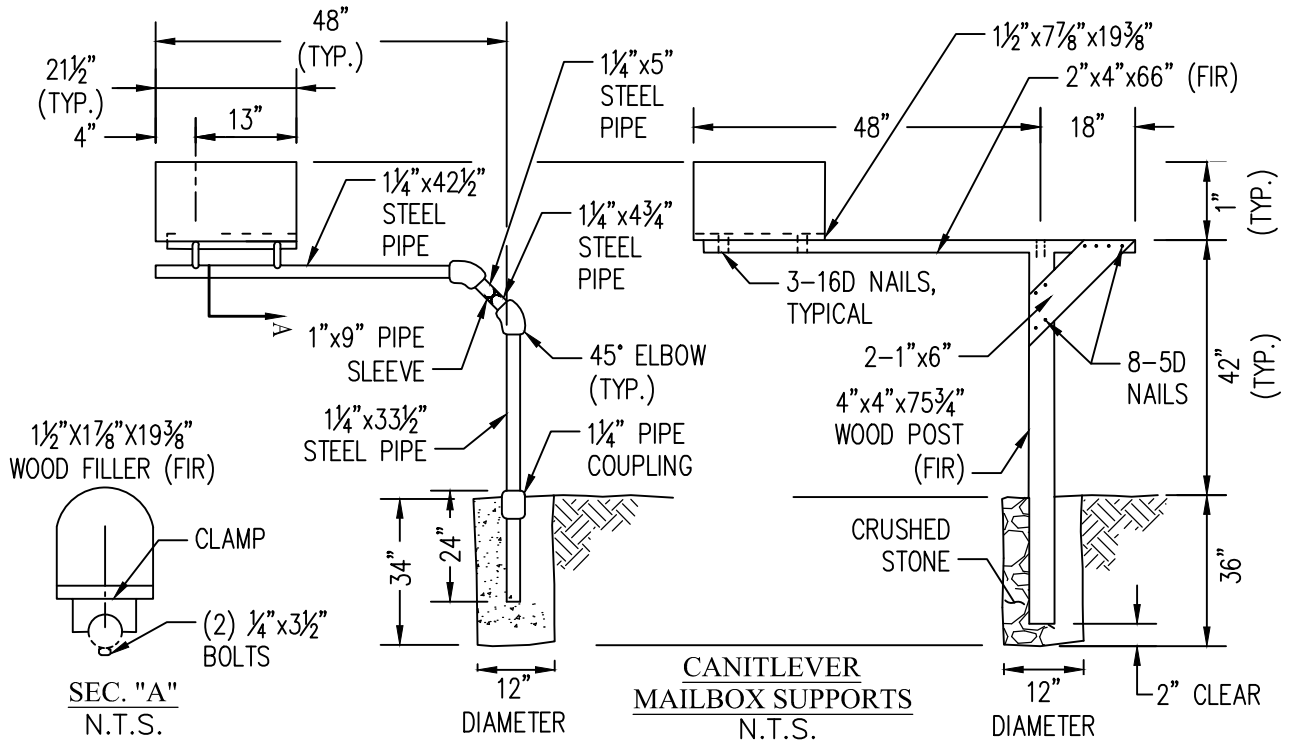 48"
(TYP.)
21½"
(TYP.)
4"
13"
1¼"x5"
STEEL
PIPE
1¼"x42½"
STEEL
PIPE
1¼"x4¾"
STEEL
PIPE
A
1"x9" PIPE
SLEEVE
45° ELBOW
(TYP.)
1¼"x33½"
STEEL PIPE
1¼" PIPE
COUPLING
34"
24"
12"
DIAMETER
1½"X1⅞"X19⅜"
WOOD FILLER (FIR)
CLAMP
(2) ¼"x3½"
BOLTS
SEC. "A"
N.T.S.
1½"x7⅞"x19⅜"
2"x4"x66" (FIR)
48"
18"
1"
(TYP.)
3-16D NAILS,
TYPICAL
2-1"x6"
8-5D
NAILS
42"
(TYP.)
4"x4"x75¾"
WOOD POST
(FIR)
CRUSHED
STONE
36"
12"
DIAMETER
2" CLEAR
CANITLEVER
MAILBOX SUPPORTS
N.T.S.